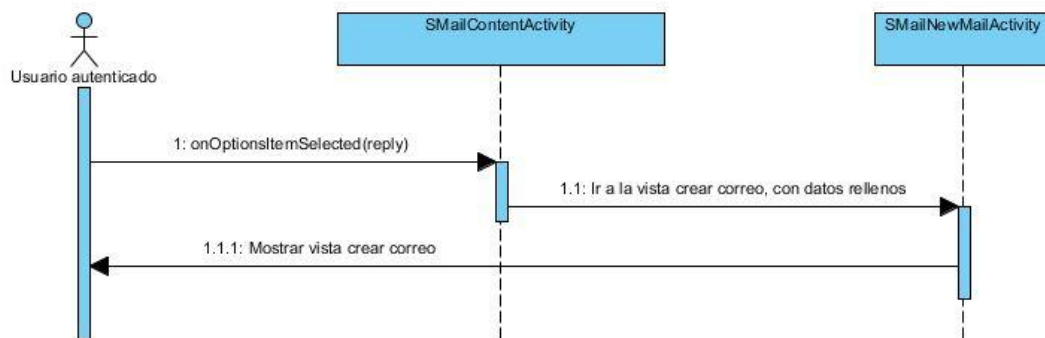 SMailContentActivity
SMailNewMailActivity
Usuario autenticado
1: onOptionsItemSelected(reply)
1.1: Ir a la vista crear correo, con datos rellenos
1.1.1: Mostrar vista crear correo